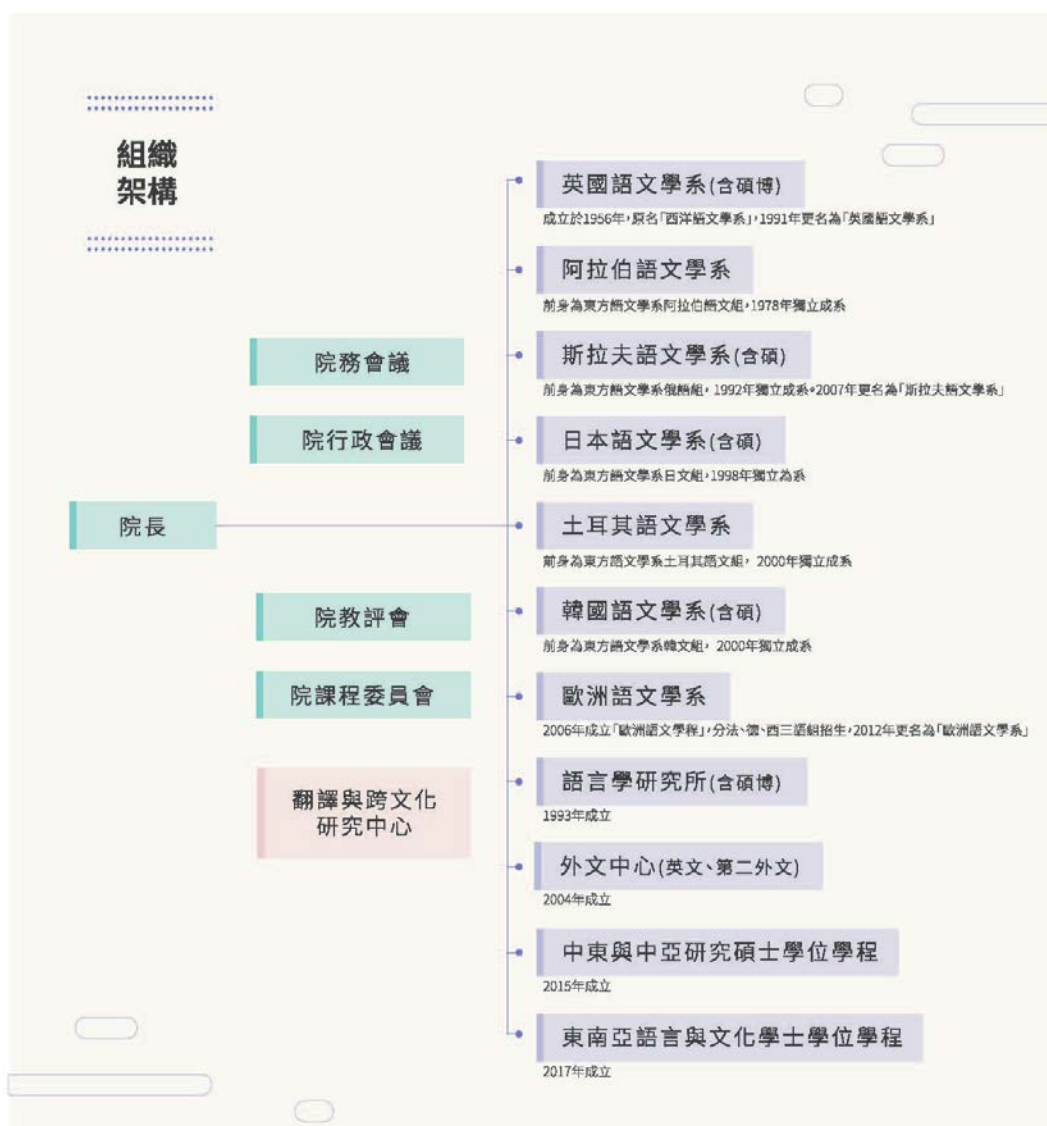 組織
架構
院長
院務會議
院行政會議
院教評會
院課程委員會
翻譯與跨文化
研究中心
英國語文學系(含碩博)
成立於1956年,原名「西洋語文學系」,1991年更名為「英國語文學系」
阿拉伯語文學系
前身為東方語文學系阿拉伯語文組,1978年獨立成系
斯拉夫語文學系(含碩)
前身為東方語文學系俄語組, 1992年獨立成系。2007年更名為「斯拉夫語文學系」
日本語文學系(含碩)
前身為東方語文學系日文組,1998年獨立為系
土耳其語文學系
前身為東方語文學系土耳其語文組, 2000年獨立成系
韓國語文學系(含碩)
前身為東方語文學系韓文組, 2000年獨立成系
歐洲語文學系
2006年成立「歐洲語文學程」,分法、德、西三語組招生,2012年更名為「歐洲語文學系」
語言學研究所(含碩博)
1993年成立
外文中心(英文、第二外文)
2004年成立
中東與中亞研究碩士學位學程
2015年成立
東南亞語言與文化學士學位學程
2017年成立